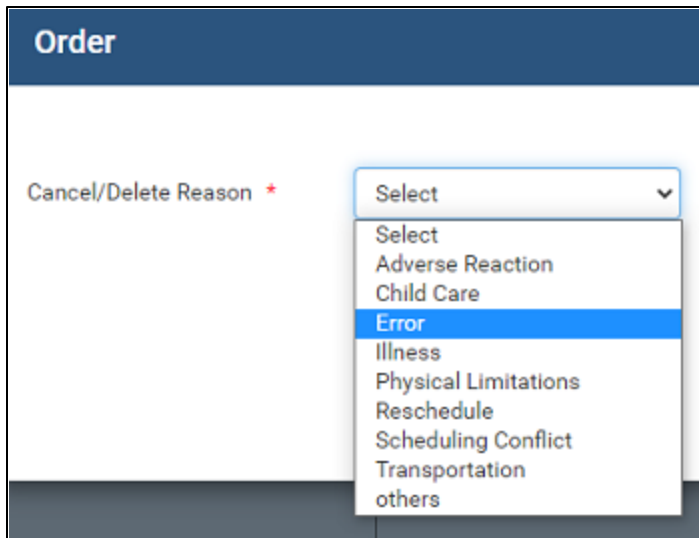 Order
Cancel/Delete Reason * Select
Select
Adverse Reaction
Child Care
Error
Illness
Physical Limitations
Reschedule
Scheduling Conflict
Transportation
others